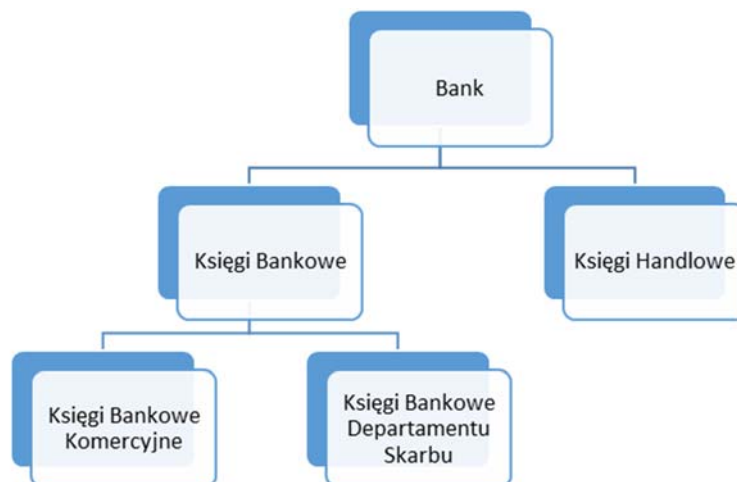 Bank
Księgi Bankowe
Księgi Handlowe
Księgi Bankowe
Komercyjne
Księgi Bankowe
Departamentu
Skarbu